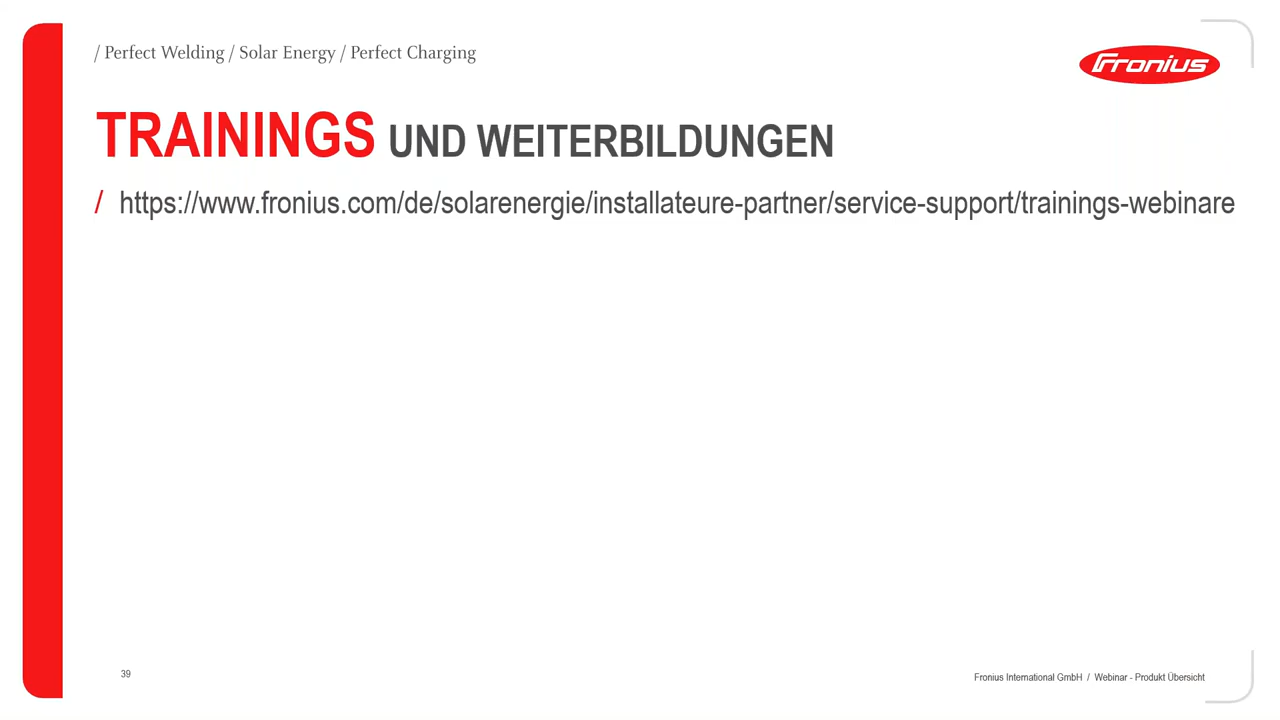 / Perfect Welding / Solar Energy / Perfect Charging
Fronius
TRAININGS UND WEITERBILDUNGEN
/ https://www.fronius.com/de/solarenergie/installateure-partner/service-support/trainings-webinare
39
Fronius International GmbH / Webinar - Produkt Übersicht